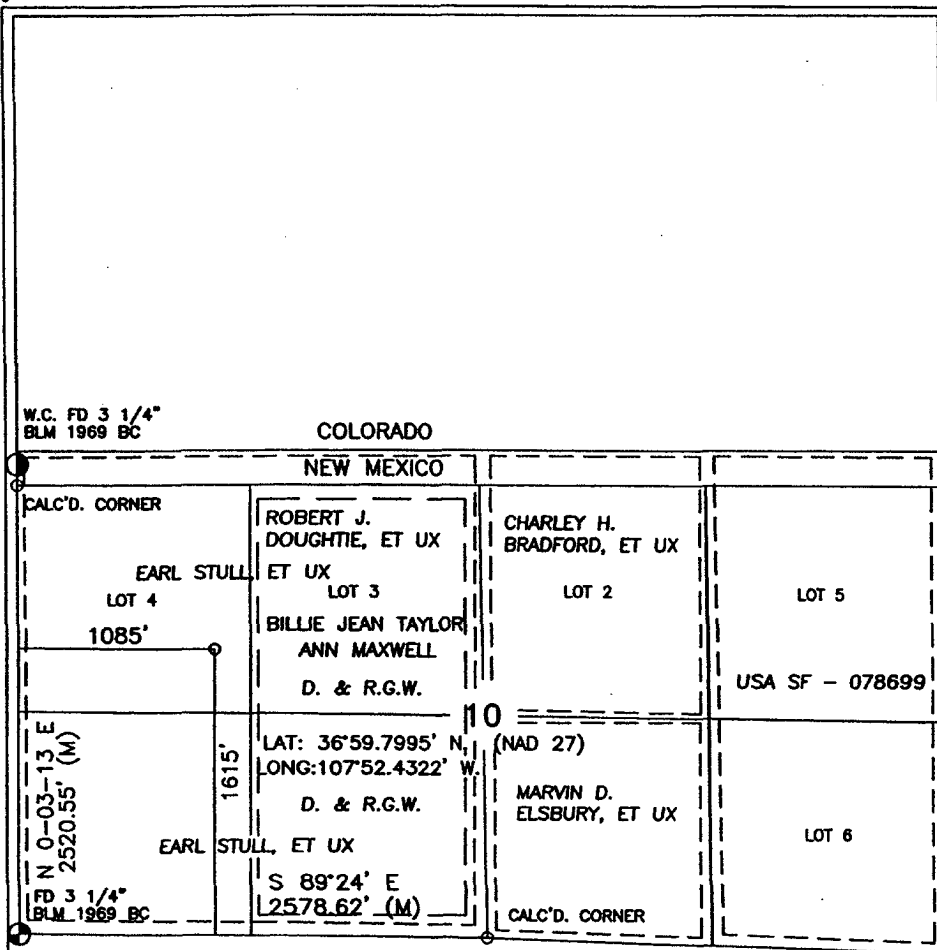 W.C. FD 3 1/4"
BLM 1969 BC
COLORADO
NEW MEXICO
CALC'D. CORNER
ROBERT J.
DOUGHTIE, ET UX
CHARLEY H.
BRADFORD, ET UX
EARL STULL, ET UX
LOT 4
LOT 3
LOT 2
LOT 5
BILLIE JEAN TAYLOR
ANN MAXWELL
1085'
D. & R.G.W.
USA SF - 078699
10
LAT: 36°59.7995' N, (NAD 27)
LONG:107°52.4322' W.
1615'
N 0-03-13 E
2520.55' (M)
D. & R.G.W.
MARVIN D.
ELSBURY, ET UX
EARL STULL, ET UX
LOT 6
S 89°24' E
2578.62' (M)
FD 3 1/4"
BLM 1969 BC
CALC'D. CORNER